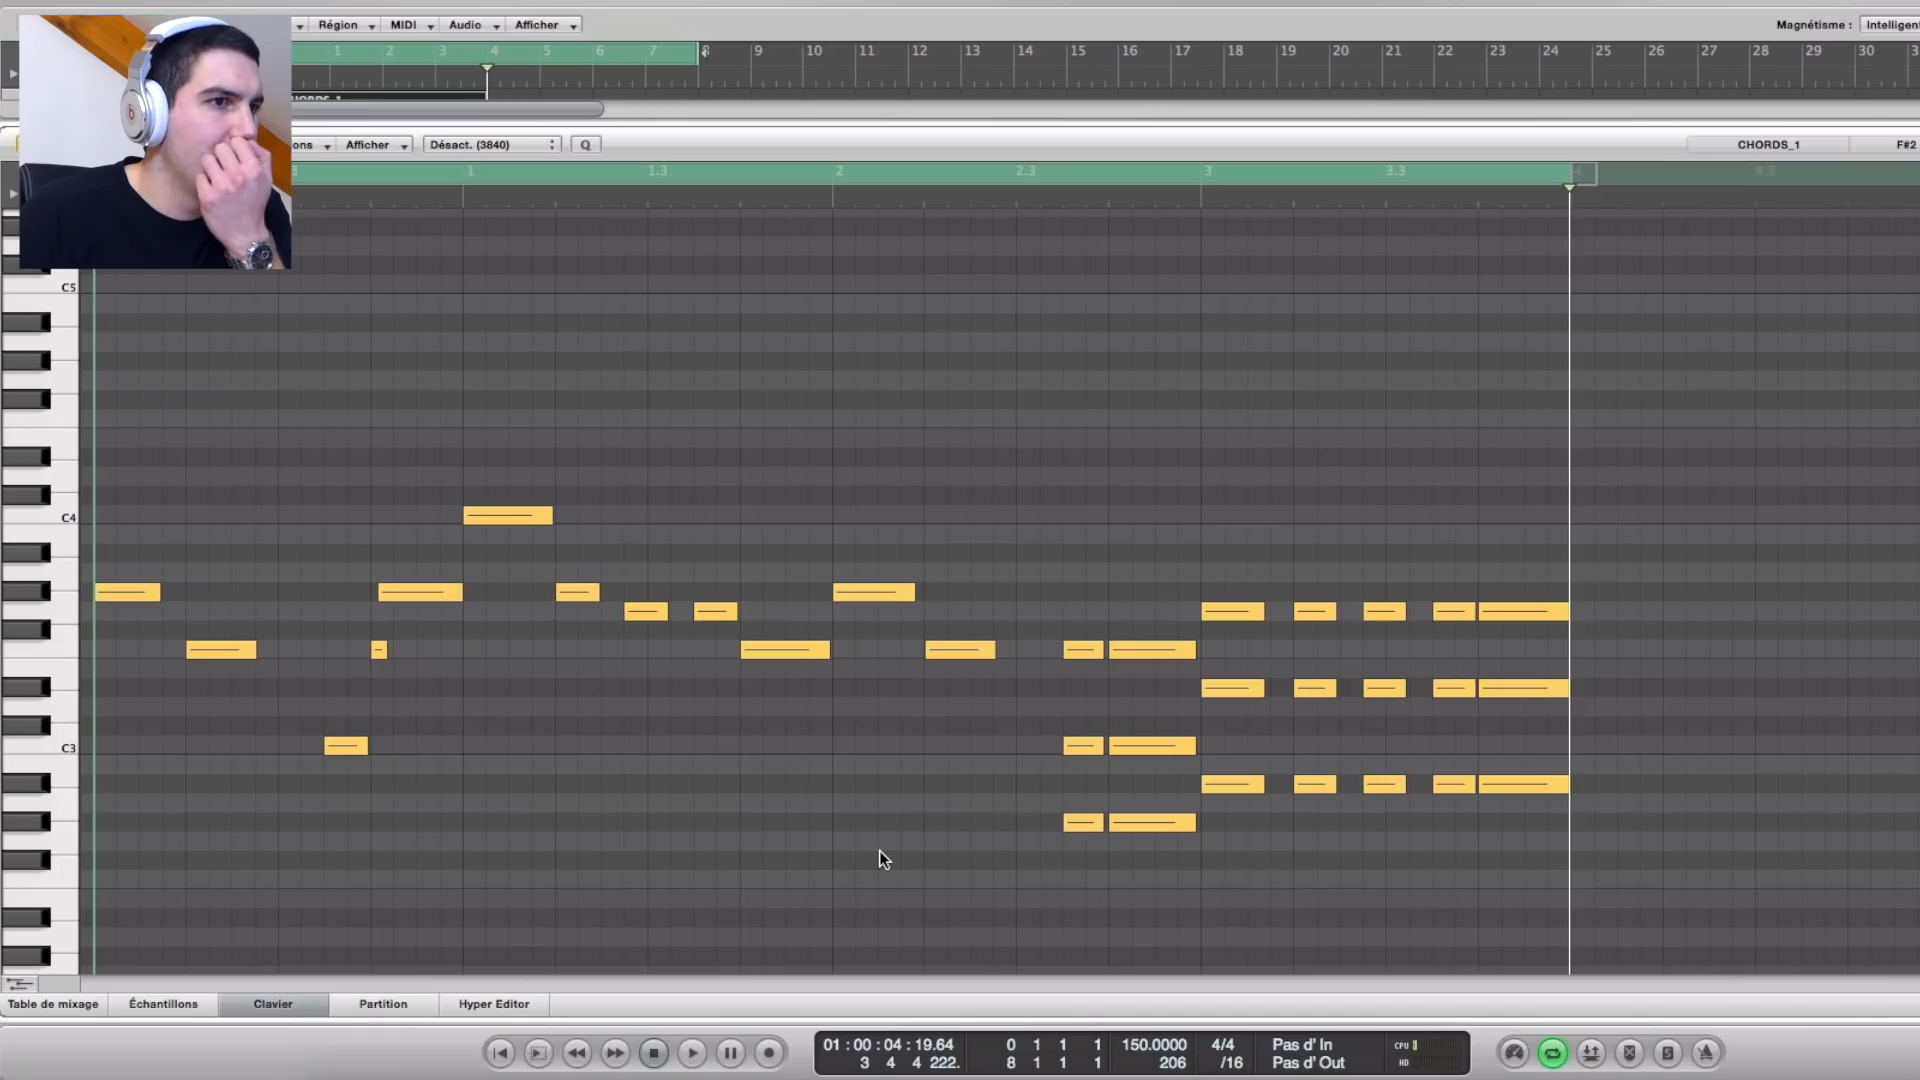 Région MIDI Audio Afficher Magnétisme : Intelligent
1 2 3 4 5 6 7 8 9 10 11 12 13 14 15 16 17 18 19 20 21 22 23 24 25 26 27 28 29 30
ons Afficher Désact. (3840) Q CHORDS_1 F#2
1 1.3 2 2.3 3 3.3 4 4.3
C5
C4
C3
Table de mixage Échantillons Clavier Partition Hyper Editor
01 : 00 : 04 : 19.64 0 1 1 1 150.0000 4/4 Pas d' In CPU
3 4 4 222. 8 1 1 1 206 /16 Pas d' Out HD